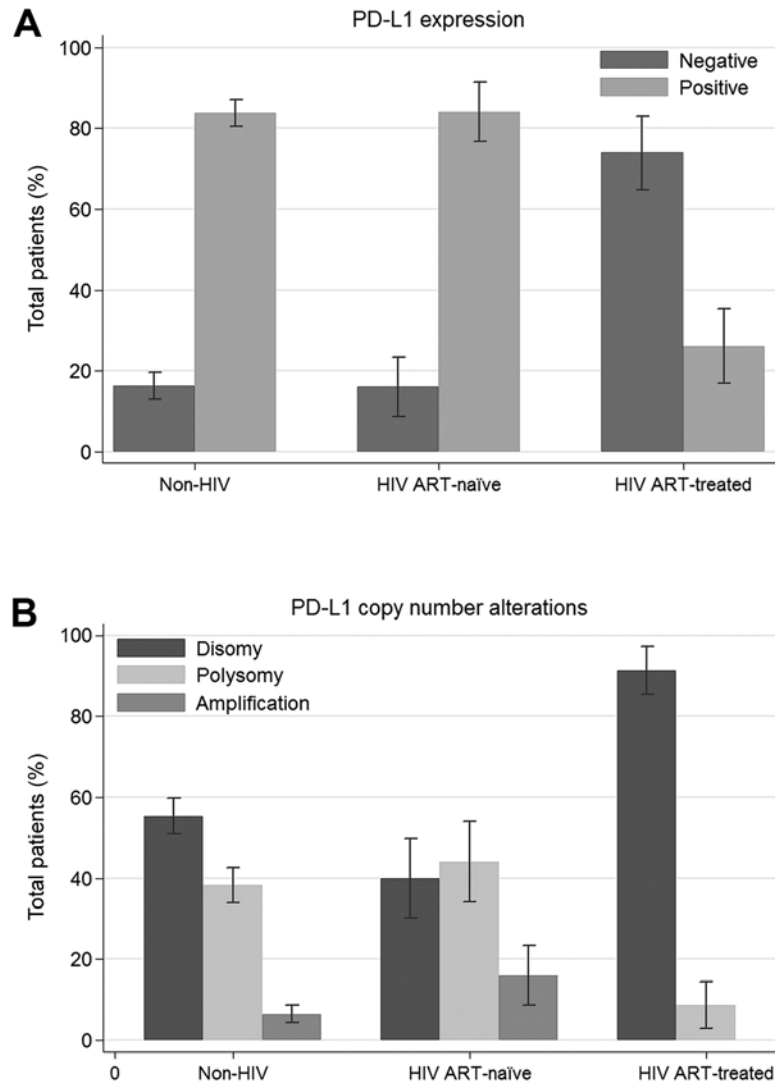 A
PD-L1 expression
Negative
Positive
Total patients (%)
100
80
60
40
20
0
Non-HIV
HIV ART-naïve
HIV ART-treated
B
PD-L1 copy number alterations
Disomy
Polysomy
Amplification
Total patients (%)
100
80
60
40
20
0
0
Non-HIV
HIV ART-naïve
HIV ART-treated